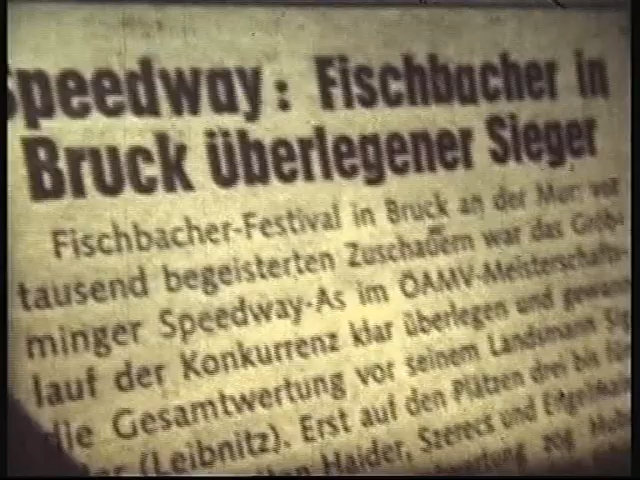 Speedway: Fischbacher in
Bruck überlegener Sieger
Fischbacher-Festival in Bruck an der Mur: vor
tausend begeisterten Zuschauern war das Gröb-
minger Speedway-As im ÖAMV-Meisterschafts-
lauf der Konkurrenz klar überlegen und gewann
die Gesamtwertung vor seinem Landsmann
(Leibnitz). Erst auf den Plätzen drei bis
Haider, Szerecs und
zog